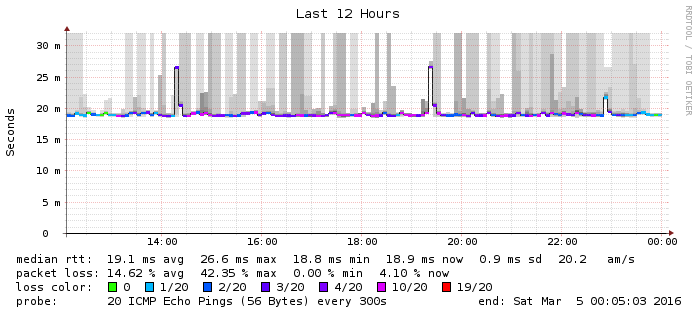 Last 12 Hours
RRDTOOL / TOBI OETIKER
Seconds
30 m
25 m
20 m
15 m
10 m
5 m
0
14:00 16:00 18:00 20:00 22:00 00:00
median rtt: 19.1 ms avg 26.6 ms max 18.8 ms min 18.9 ms now 0.9 ms sd 20.2 am/s
packet loss: 14.62 % avg 42.35 % max 0.00 % min 4.10 % now
loss color: 0 1/20 2/20 3/20 4/20 10/20 19/20
probe: 20 ICMP Echo Pings (56 Bytes) every 300s end: Sat Mar 5 00:05:03 2016